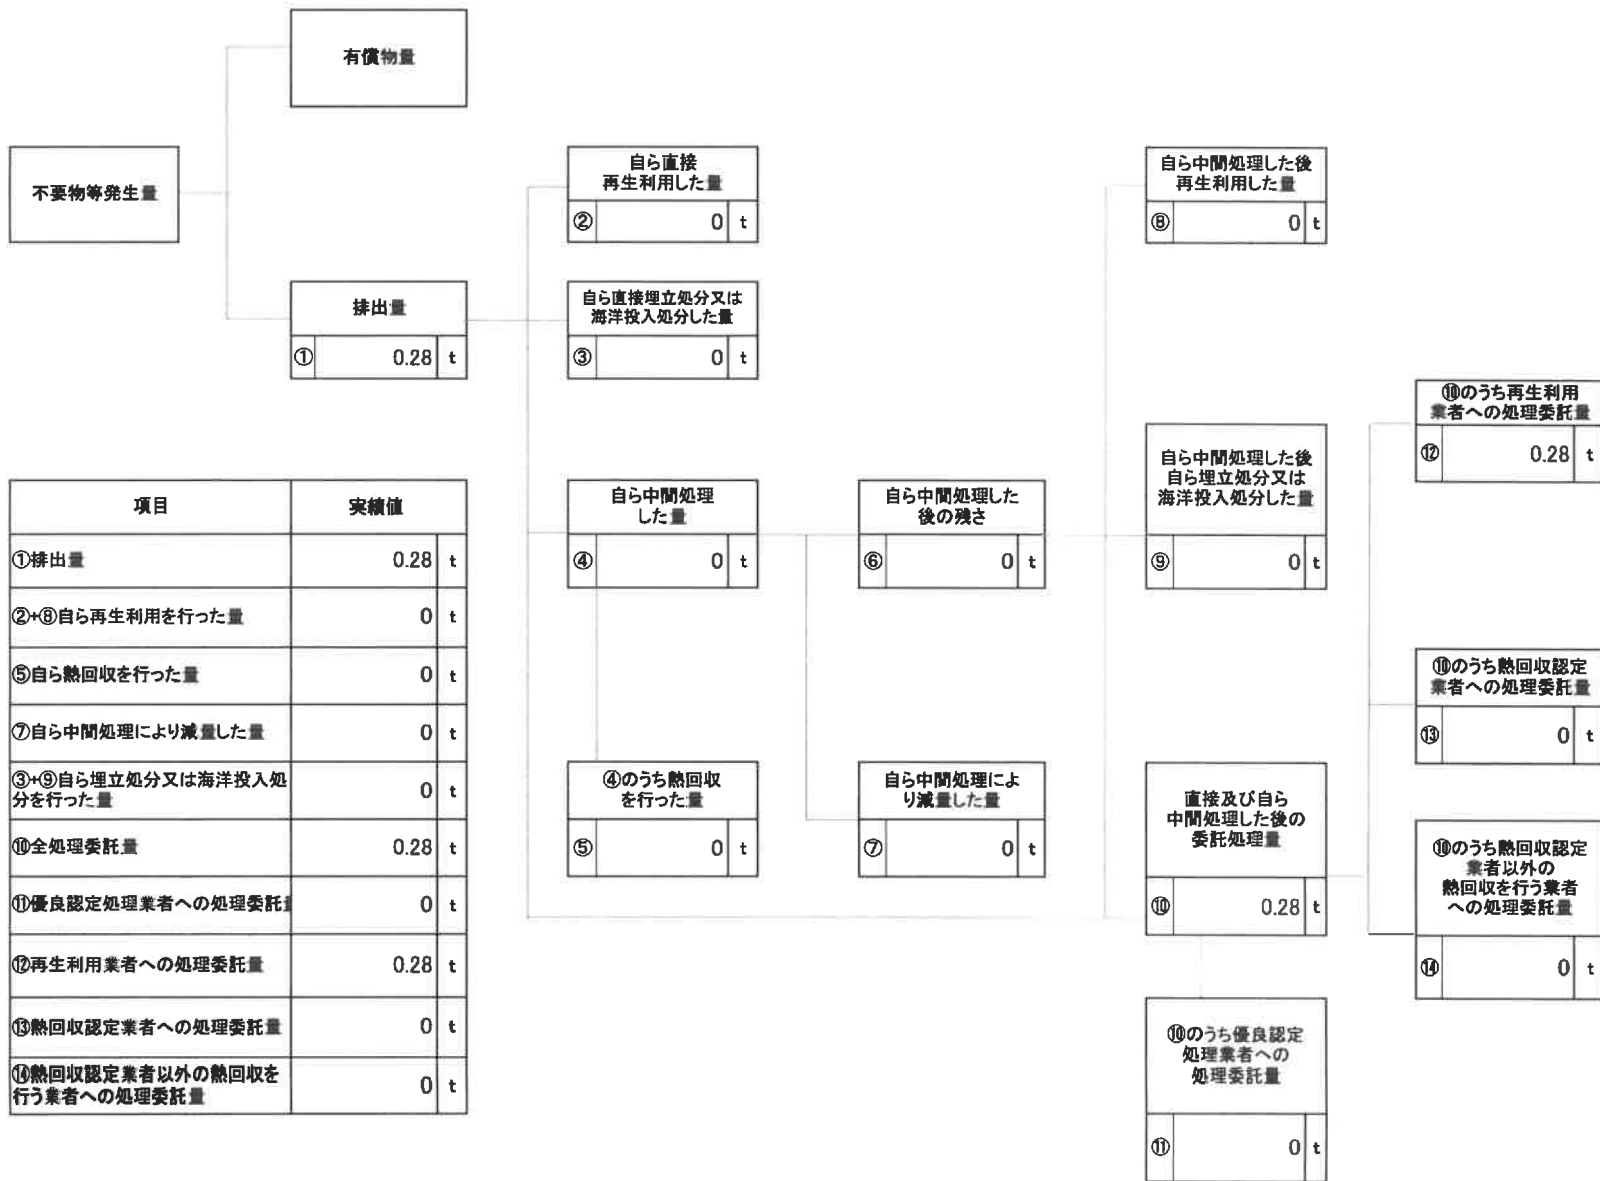 有償物量
不要物等発生量
排出量
① 0.28 t
自ら直接
再生利用した量
② 0 t
自ら直接埋立処分又は
海洋投入処分した量
③ 0 t
自ら中間処理
した量
④ 0 t
④のうち熱回収
を行った量
⑤ 0 t
自ら中間処理した
後の残さ
⑥ 0 t
自ら中間処理によ
り減量した量
⑦ 0 t
自ら中間処理した後
再生利用した量
⑧ 0 t
自ら中間処理した後
自ら埋立処分又は
海洋投入処分した量
⑨ 0 t
直接及び自ら
中間処理した後の
委託処理量
⑩ 0.28 t
⑩のうち優良認定
処理業者への
処理委託量
⑪ 0 t
⑩のうち再生利用
業者への処理委託量
⑫ 0.28 t
⑩のうち熱回収認定
業者への処理委託量
⑬ 0 t
⑩のうち熱回収認定
業者以外の
熱回収を行う業者
への処理委託量
⑭ 0 t
項目 実績値
①排出量 0.28 t
②+⑧自ら再生利用を行った量 0 t
⑤自ら熱回収を行った量 0 t
⑦自ら中間処理により減量した量 0 t
③+⑨自ら埋立処分又は海洋投入処
分を行った量 0 t
⑩全処理委託量 0.28 t
⑪優良認定処理業者への処理委託量 0 t
⑫再生利用業者への処理委託量 0.28 t
⑬熱回収認定業者への処理委託量 0 t
⑭熱回収認定業者以外の熱回収を
行う業者への処理委託量 0 t